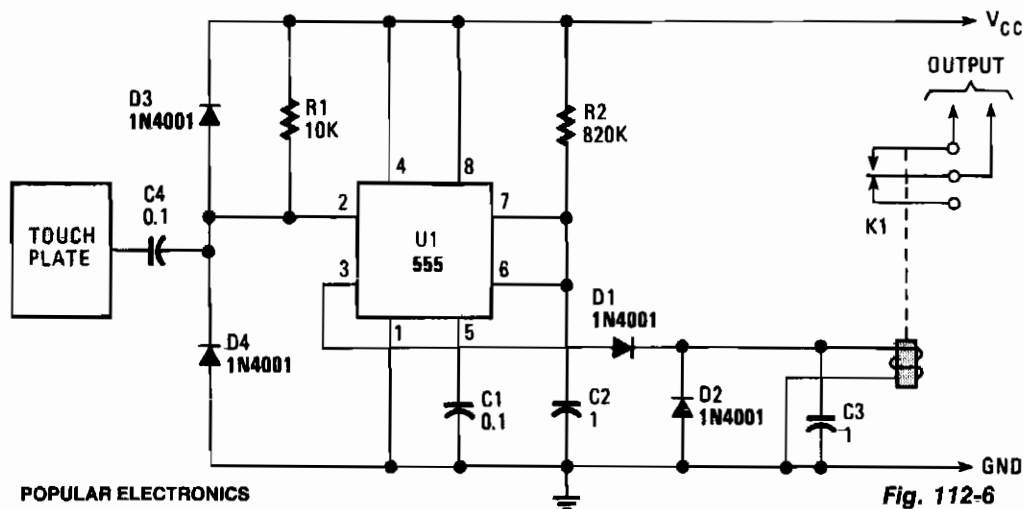 V_CC
OUTPUT
D3
1N4001
R1
10K
R2
820K
4
8
C4
0.1
2
7
TOUCH
PLATE
U1
555
K1
3
6
D1
1N4001
1
5
D4
1N4001
C1
0.1
C2
1
D2
1N4001
C3
1
GND
POPULAR ELECTRONICS
Fig. 112-6